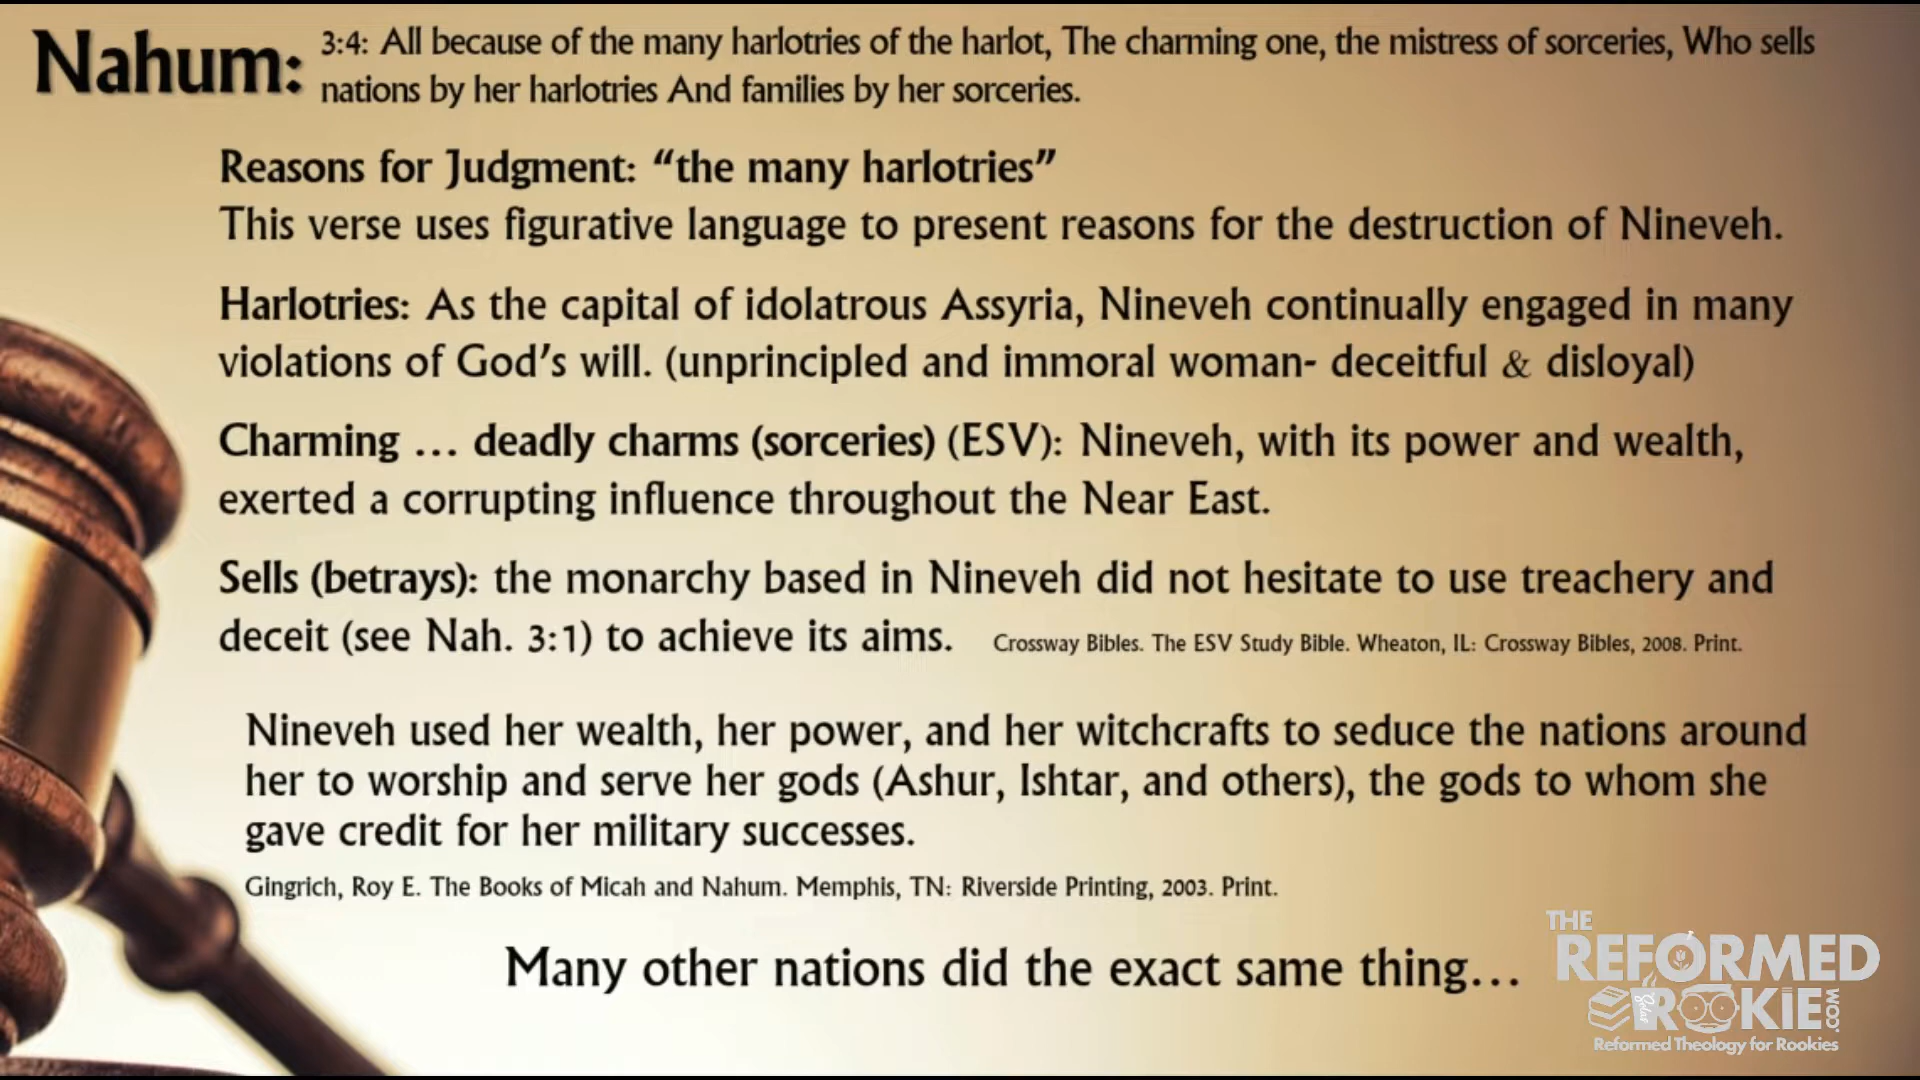 Nahum: 3:4: All because of the many harlotries of the harlot, The charming one, the mistress of sorceries, Who sells
nations by her harlotries And families by her sorceries.
Reasons for Judgment: “the many harlotries”
This verse uses figurative language to present reasons for the destruction of Nineveh.
Harlotries: As the capital of idolatrous Assyria, Nineveh continually engaged in many
violations of God’s will. (unprincipled and immoral woman- deceitful & disloyal)
Charming … deadly charms (sorceries) (ESV): Nineveh, with its power and wealth,
exerted a corrupting influence throughout the Near East.
Sells (betrays): the monarchy based in Nineveh did not hesitate to use treachery and
deceit (see Nah. 3:1) to achieve its aims. Crossway Bibles. The ESV Study Bible. Wheaton, IL: Crossway Bibles, 2008. Print.
Nineveh used her wealth, her power, and her witchcrafts to seduce the nations around
her to worship and serve her gods (Ashur, Ishtar, and others), the gods to whom she
gave credit for her military successes.
Gingrich, Roy E. The Books of Micah and Nahum. Memphis, TN: Riverside Printing, 2003. Print.
Many other nations did the exact same thing…
THE
REFORMED
ROOKIE.COM
Reformed Theology for Rookies